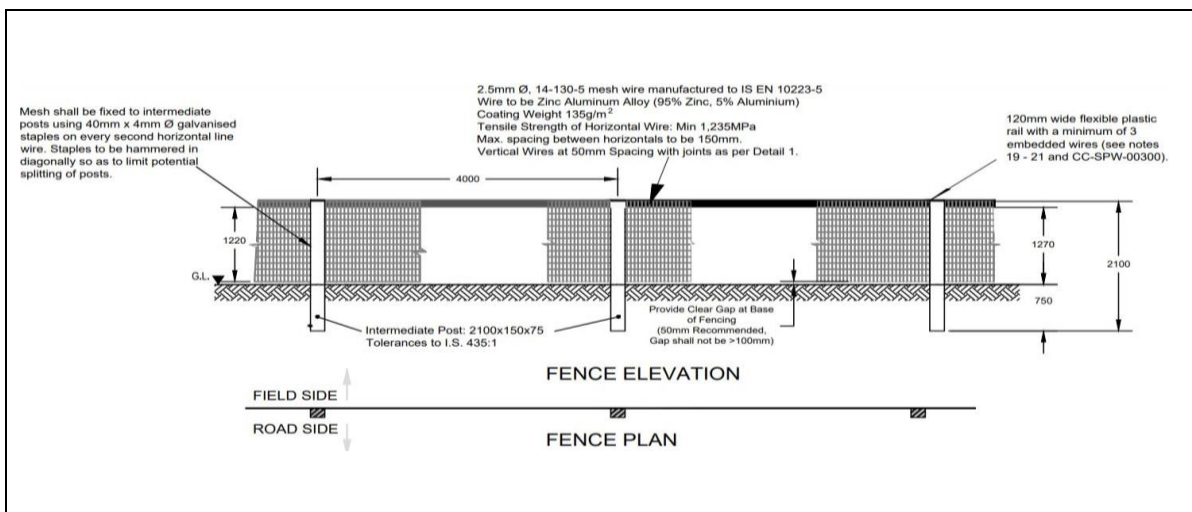 2.5mm Ø, 14-130-5 mesh wire manufactured to IS EN 10223-5
Wire to be Zinc Aluminum Alloy (95% Zinc, 5% Aluminium)
Coating Weight 135g/m²
Tensile Strength of Horizontal Wire: Min 1,235MPa
Max. spacing between horizontals to be 150mm.
Vertical Wires at 50mm Spacing with joints as per Detail 1.
Mesh shall be fixed to intermediate
posts using 40mm x 4mm Ø galvanised
staples on every second horizontal line
wire. Staples to be hammered in
diagonally so as to limit potential
splitting of posts.
120mm wide flexible plastic
rail with a minimum of 3
embedded wires (see notes
19 - 21 and CC-SPW-00300).
4000
1220
1270
2100
G.L.
750
Provide Clear Gap at Base
of Fencing
(50mm Recommended,
Gap shall not be >100mm)
Intermediate Post: 2100x150x75
Tolerances to I.S. 435:1
FENCE ELEVATION
FIELD SIDE
ROAD SIDE
FENCE PLAN